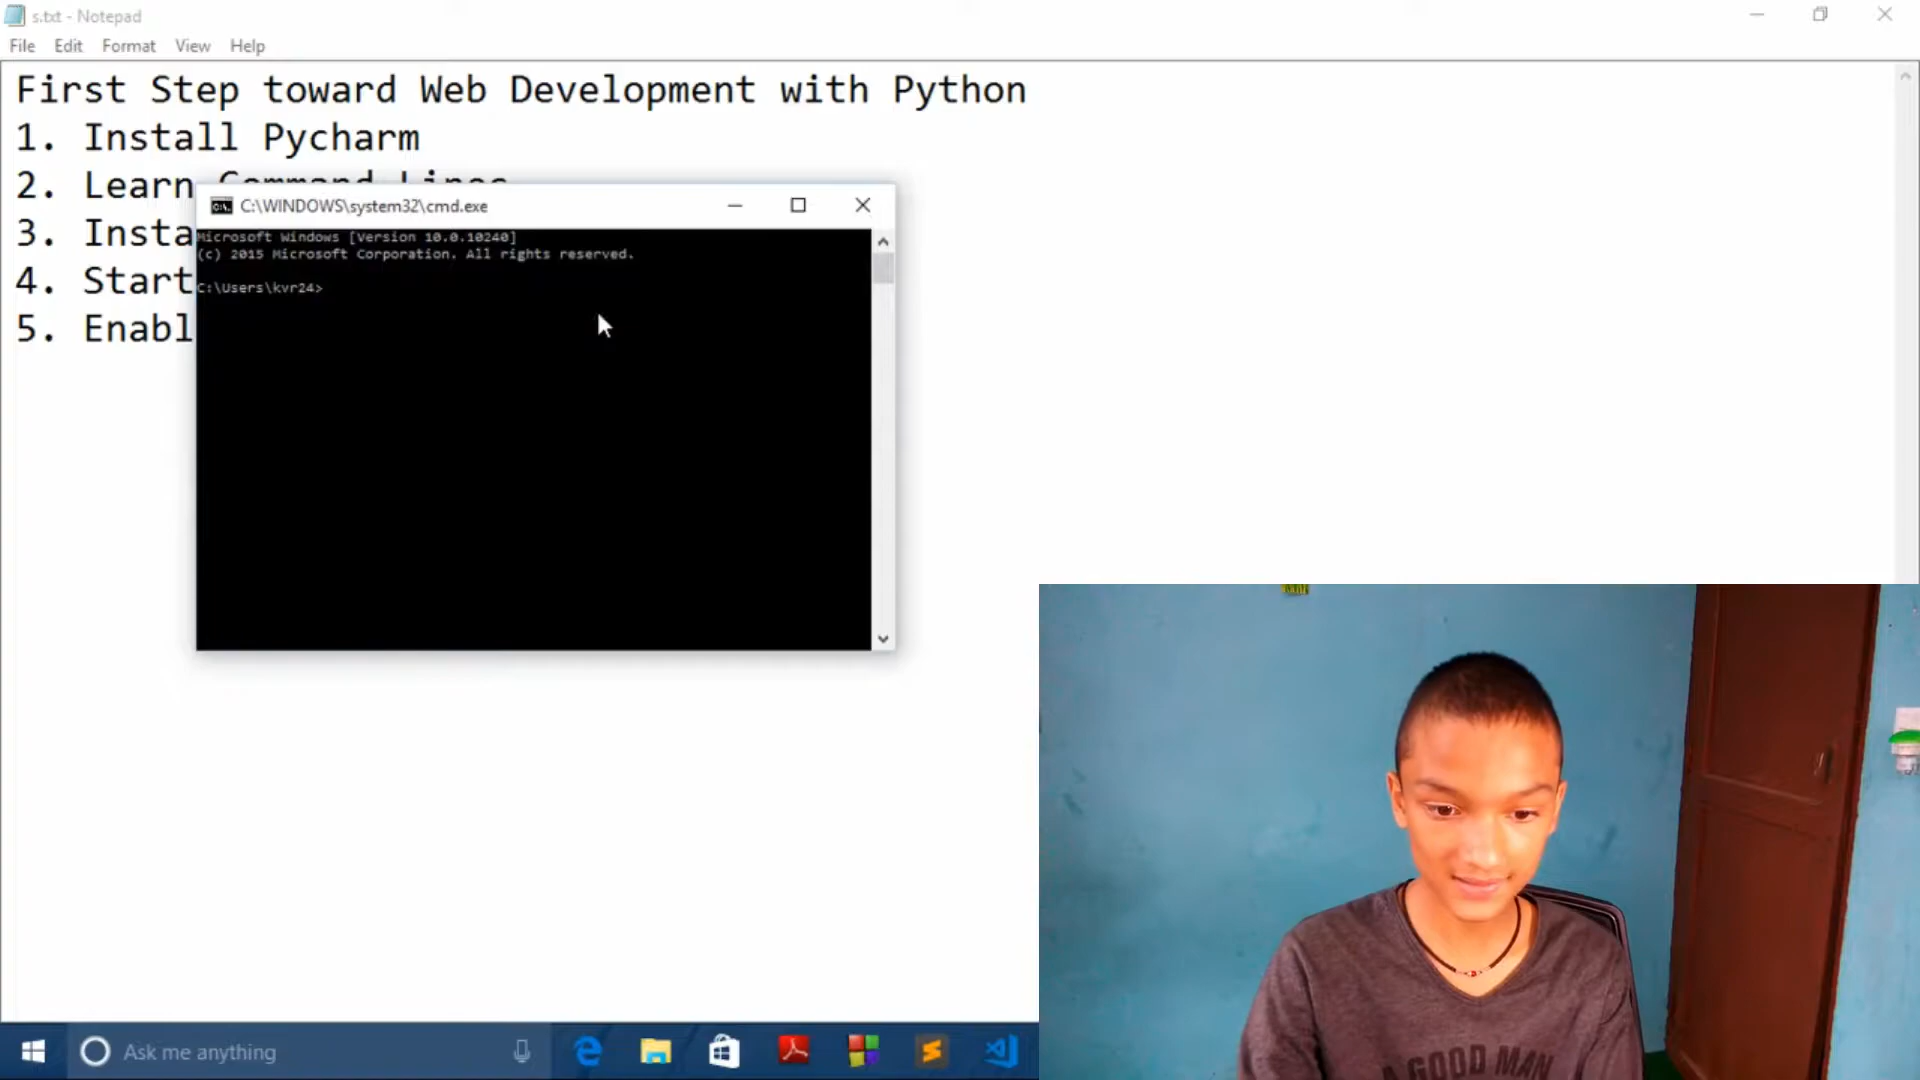 s.txt - Notepad
File Edit Format View Help
First Step toward Web Development with Python
1. Install Pycharm
2. Learn Command Lines
3. Insta
4. Start
5. Enabl
C:\WINDOWS\system32\cmd.exe
Microsoft Windows [Version 10.0.10240]
(c) 2015 Microsoft Corporation. All rights reserved.
C:\Users\kvr24>
A GOOD MAN
Ask me anything